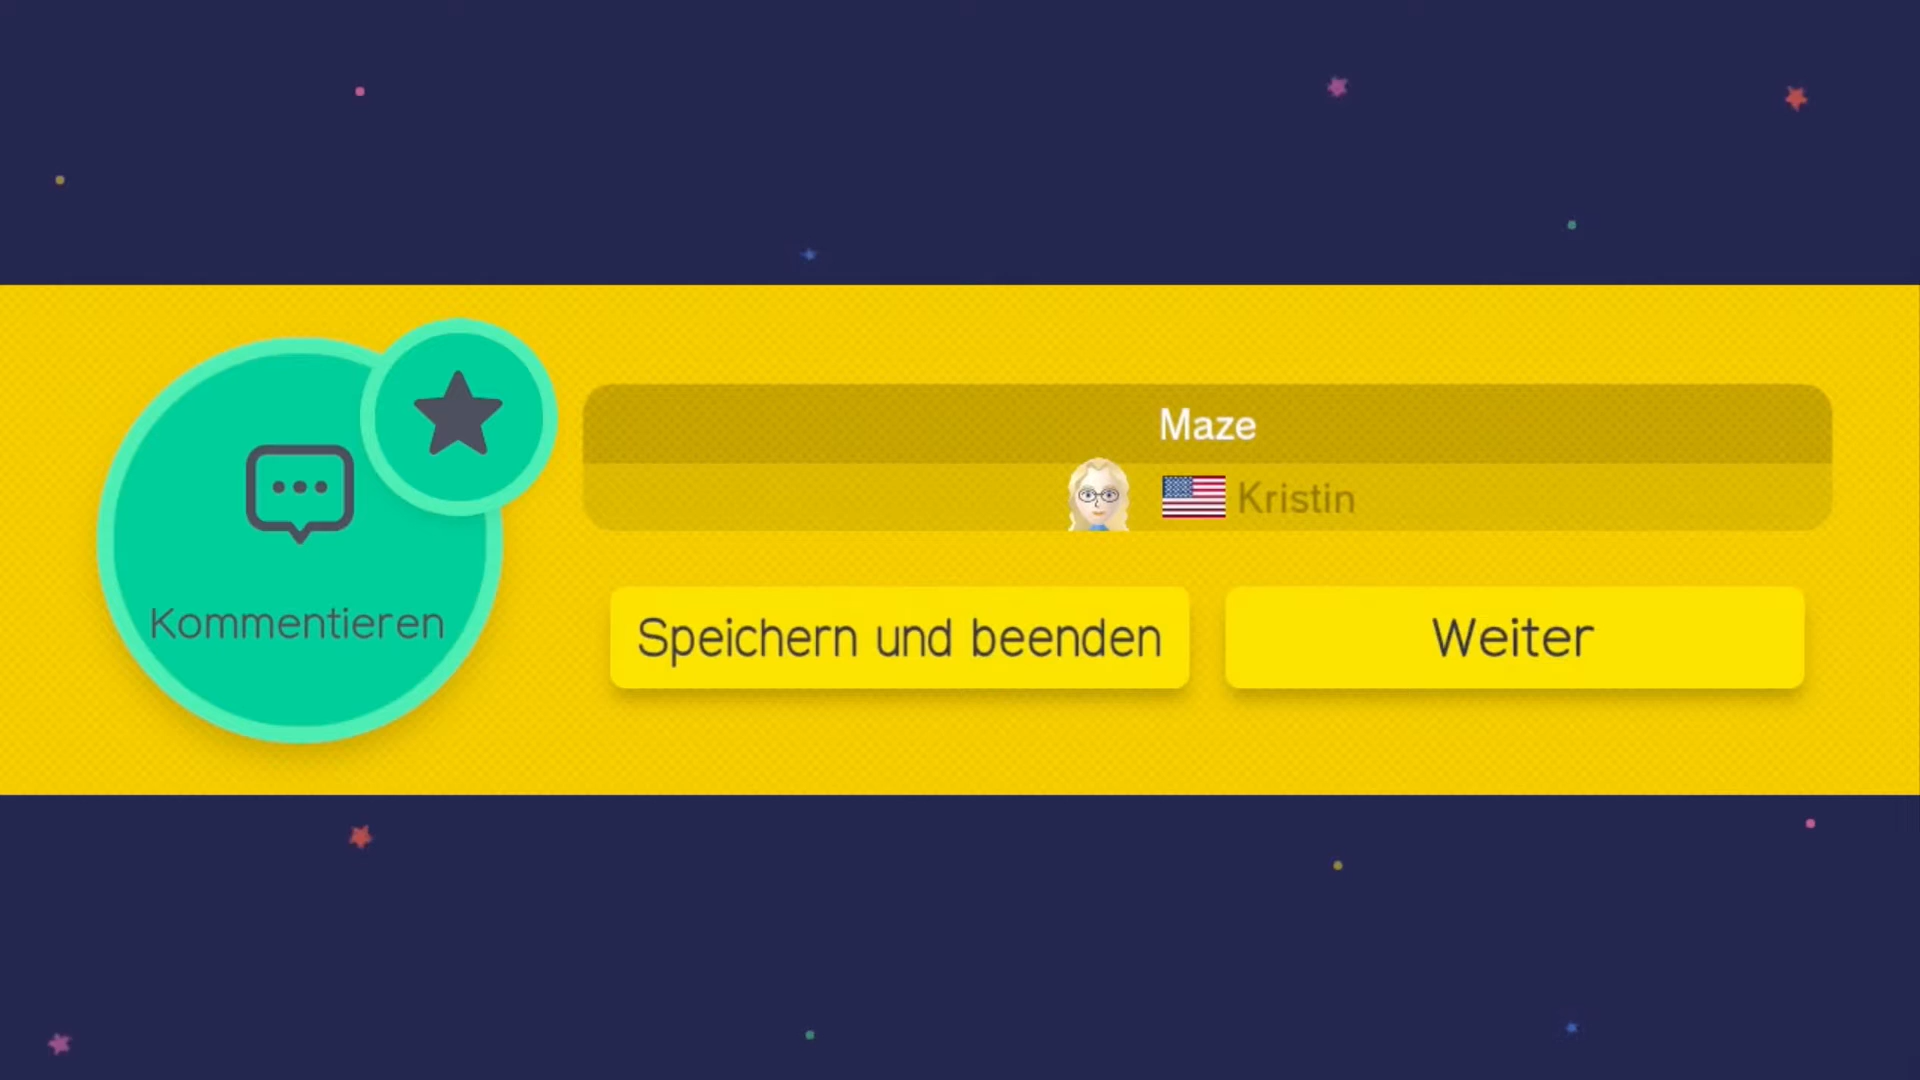 Maze
Kristin
Kommentieren
Speichern und beenden
Weiter